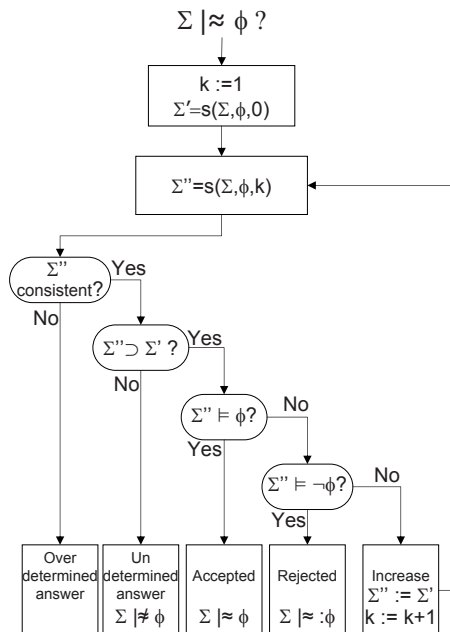 Σ |≈ ϕ ?
k :=1
Σ′=s(Σ,ϕ,0)
Σ''=s(Σ,ϕ,k)
Σ''
consistent?
Yes
No
Σ''⊃ Σ' ?
Yes
No
Σ'' ⊨ ϕ?
No
Yes
Σ'' ⊨ ¬ϕ?
No
Yes
Over
determined
answer
Un
determined
answer
Σ |≉ ϕ
Accepted
Σ |≈ ϕ
Rejected
Σ |≈ :ϕ
Increase
Σ'' := Σ'
k := k+1